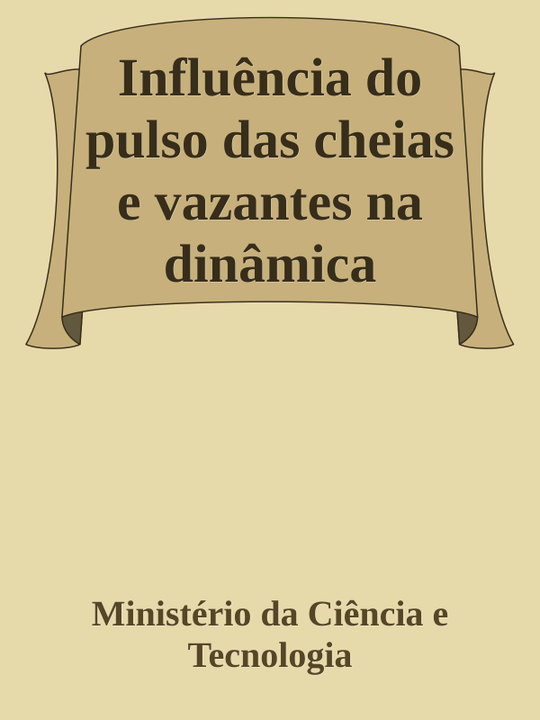 Influência do
pulso das cheias
e vazantes na
dinâmica
Ministério da Ciência e
Tecnologia